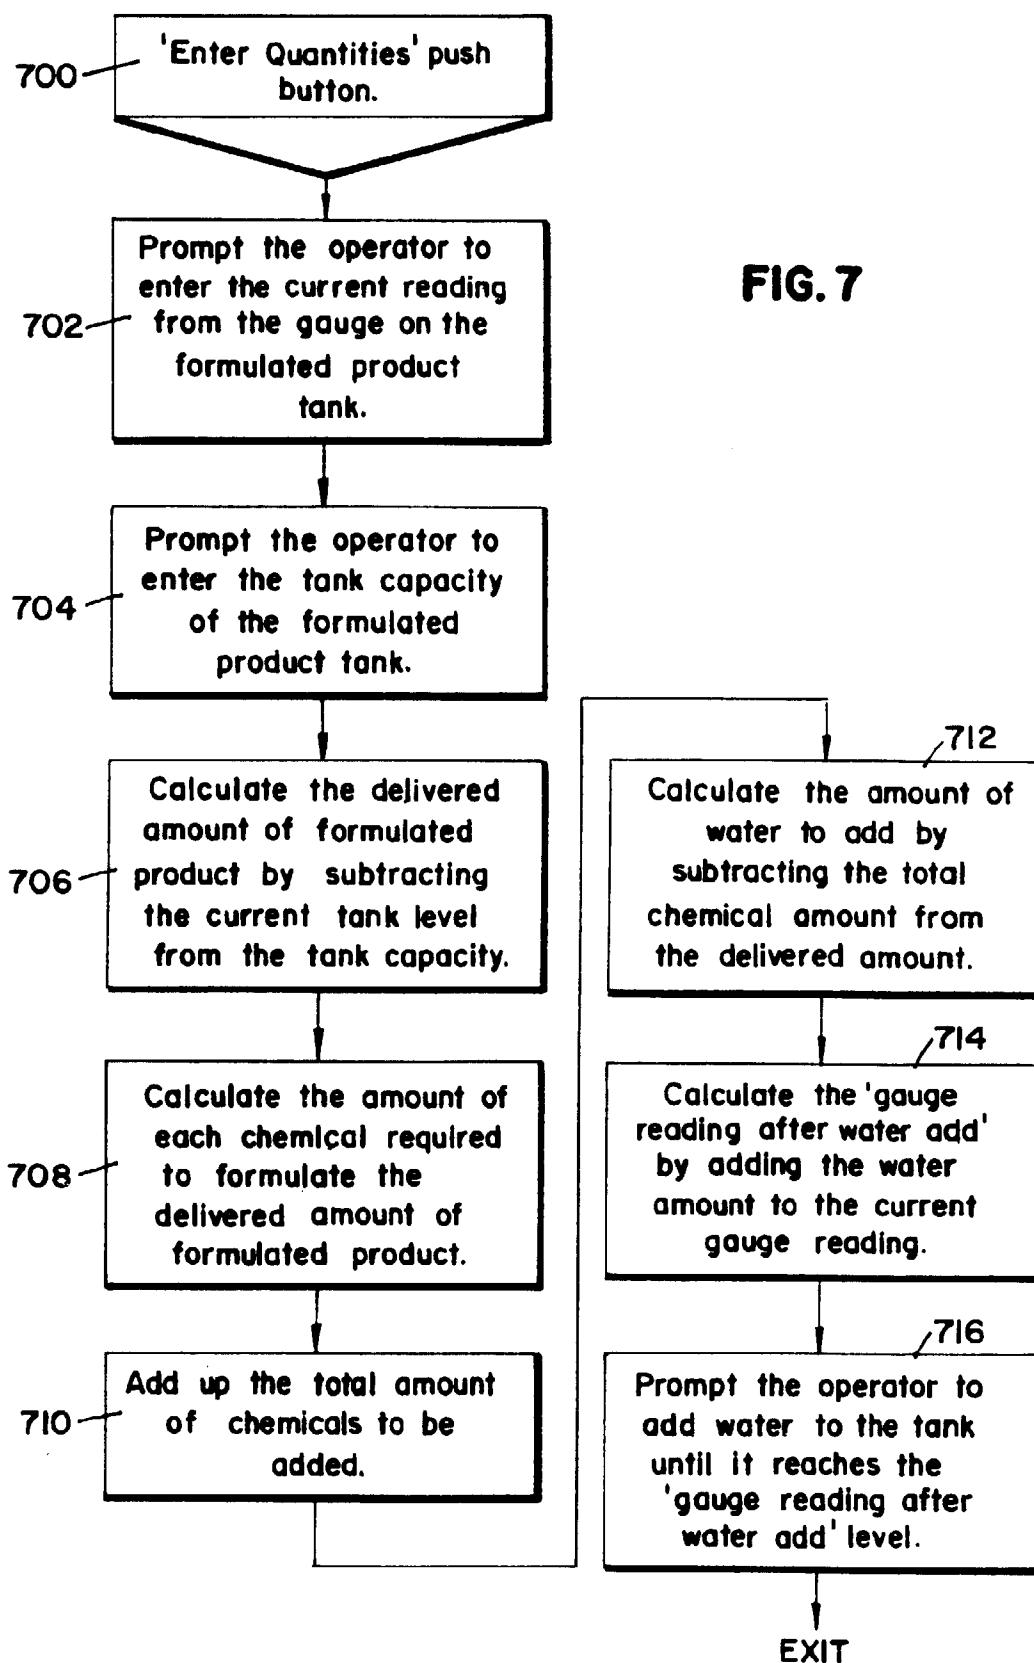 'Enter Quantities' push
button.
700
Prompt the operator to
enter the current reading
from the gauge on the
formulated product
tank.
702
FIG. 7
Prompt the operator to
enter the tank capacity
of the formulated
product tank.
704
Calculate the delivered
amount of formulated
product by subtracting
the current tank level
from the tank capacity.
706
Calculate the amount of
each chemical required
to formulate the
delivered amount of
formulated product.
708
Add up the total amount
of chemicals to be
added.
710
712
Calculate the amount of
water to add by
subtracting the total
chemical amount from
the delivered amount.
714
Calculate the 'gauge
reading after water add'
by adding the water
amount to the current
gauge reading.
716
Prompt the operator to
add water to the tank
until it reaches the
'gauge reading after
water add' level.
EXIT